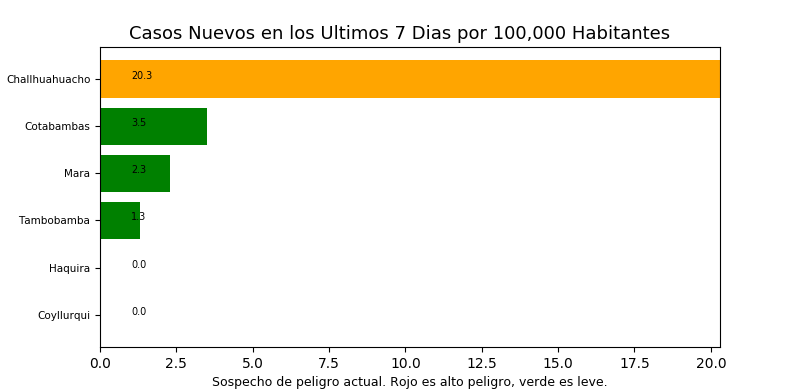 Casos Nuevos en los Ultimos 7 Dias por 100,000 Habitantes
Challhuahuacho 20.3
Cotabambas 3.5
Mara 2.3
Tambobamba 1.3
Haquira 0.0
Coyllurqui 0.0
0.0 2.5 5.0 7.5 10.0 12.5 15.0 17.5 20.0
Sospecho de peligro actual. Rojo es alto peligro, verde es leve.